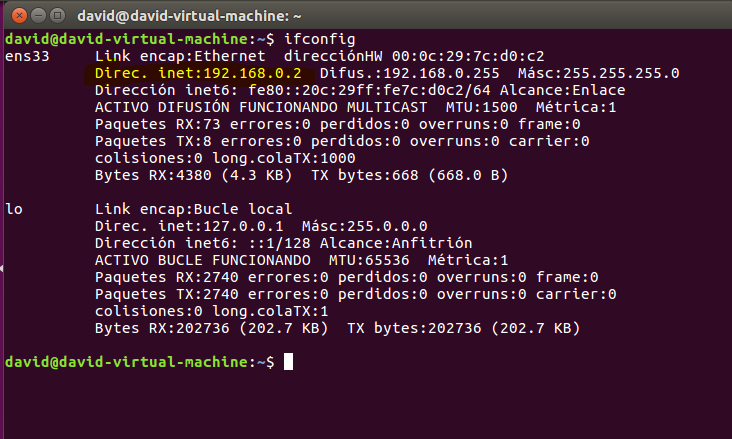 david@david-virtual-machine: ~
david@david-virtual-machine:~$ ifconfig
ens33 Link encap:Ethernet direcciónHW 00:0c:29:7c:d0:c2
Direc. inet:192.168.0.2 Difus.:192.168.0.255 Másc:255.255.255.0
Dirección inet6: fe80::20c:29ff:fe7c:d0c2/64 Alcance:Enlace
ACTIVO DIFUSIÓN FUNCIONANDO MULTICAST MTU:1500 Métrica:1
Paquetes RX:73 errores:0 perdidos:0 overruns:0 frame:0
Paquetes TX:8 errores:0 perdidos:0 overruns:0 carrier:0
colisiones:0 long.colaTX:1000
Bytes RX:4380 (4.3 KB) TX bytes:668 (668.0 B)
lo Link encap:Bucle local
Direc. inet:127.0.0.1 Másc:255.0.0.0
Dirección inet6: ::1/128 Alcance:Anfitrión
ACTIVO BUCLE FUNCIONANDO MTU:65536 Métrica:1
Paquetes RX:2740 errores:0 perdidos:0 overruns:0 frame:0
Paquetes TX:2740 errores:0 perdidos:0 overruns:0 carrier:0
colisiones:0 long.colaTX:1
Bytes RX:202736 (202.7 KB) TX bytes:202736 (202.7 KB)
david@david-virtual-machine:~$